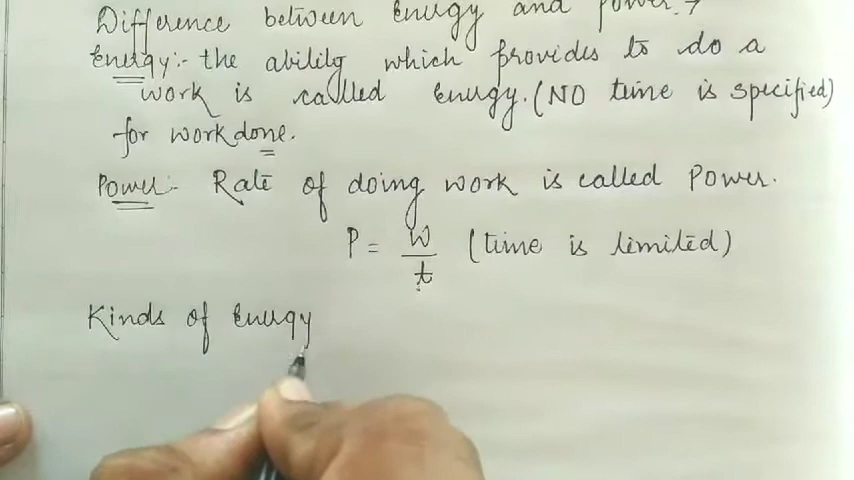 Difference between Energy and Power. →
Energy:- the ability which provides to do a
work is called energy. (NO time is specified)
for work done.
Power:- Rate of doing work is called Power.
P = W/t (time is limited)
Kinds of Energy